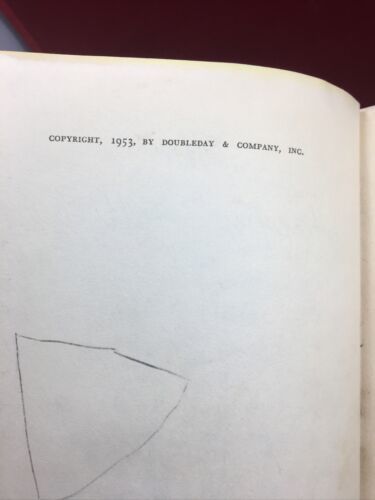 COPYRIGHT, 1953, BY DOUBLEDAY & COMPANY, INC.